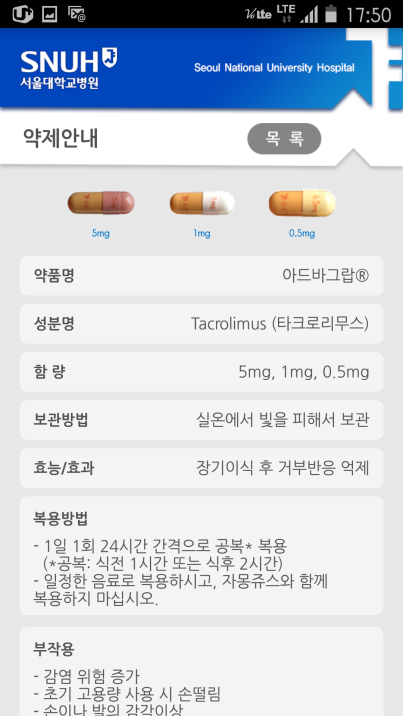 LTE LTE 17:50
SNUH
서울대학교병원
Seoul National University Hospital
약제안내
목 록
5mg
1mg
0.5mg
약품명
아드바그랍®
성분명
Tacrolimus (타크로리무스)
함 량
5mg, 1mg, 0.5mg
보관방법
실온에서 빛을 피해서 보관
효능/효과
장기이식 후 거부반응 억제
복용방법
- 1일 1회 24시간 간격으로 공복* 복용
(*공복: 식전 1시간 또는 식후 2시간)
- 일정한 음료로 복용하시고, 자몽쥬스와 함께
복용하지 마십시오.
부작용
- 감염 위험 증가
- 초기 고용량 사용 시 손떨림
- 손이나 발의 감각이상